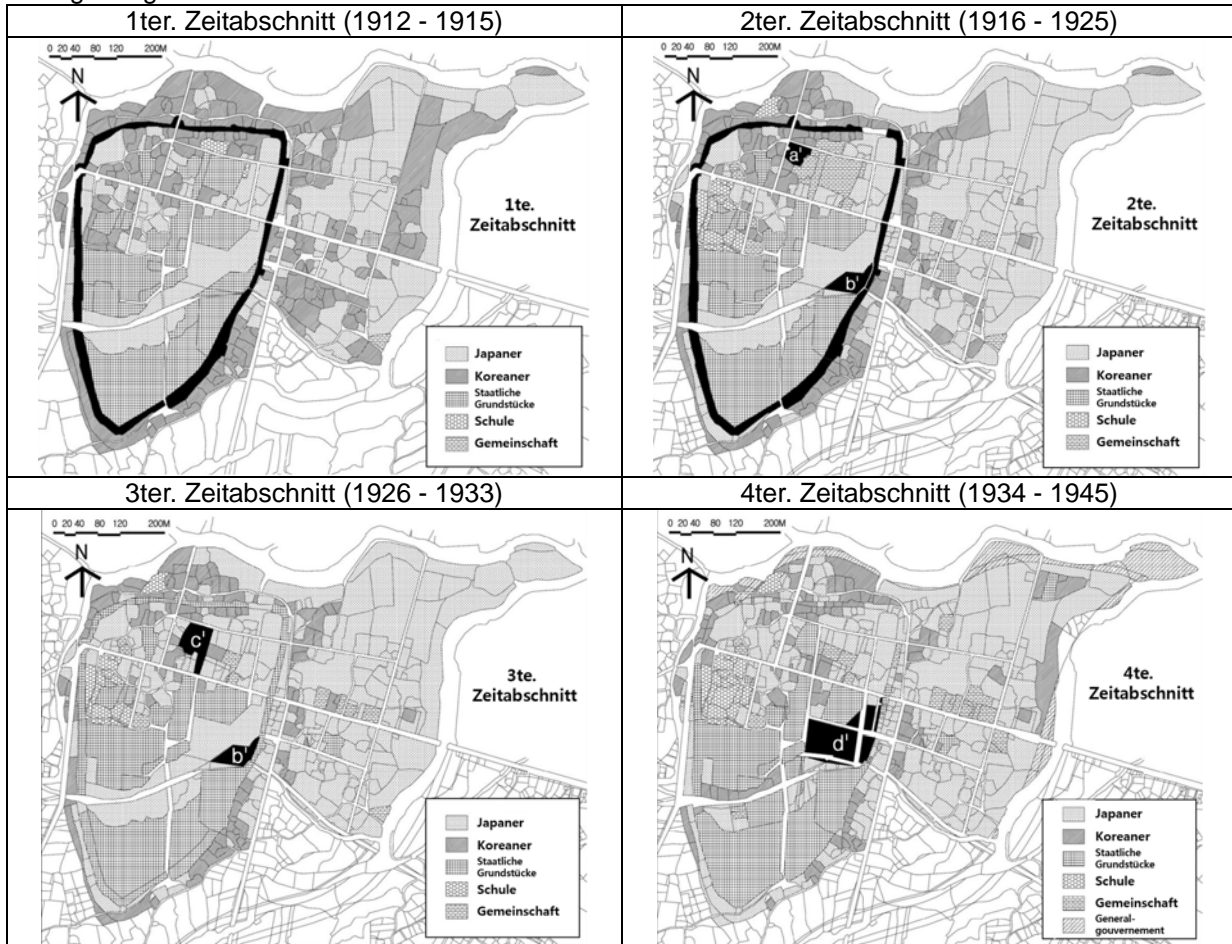 1ter. Zeitabschnitt (1912 - 1915)
2ter. Zeitabschnitt (1916 - 1925)
0 20 40 80 120 200M
N
1te.
Zeitabschnitt
Japaner
Koreaner
Staatliche
Grundstücke
Schule
Gemeinschaft
0 20 40 80 120 200M
N
a'
b'
2te.
Zeitabschnitt
Japaner
Koreaner
Staatliche
Grundstücke
Schule
Gemeinschaft
3ter. Zeitabschnitt (1926 - 1933)
4ter. Zeitabschnitt (1934 - 1945)
0 20 40 80 120 200M
N
c'
b'
3te.
Zeitabschnitt
Japaner
Koreaner
Staatliche
Grundstücke
Schule
Gemeinschaft
0 20 40 80 120 200M
N
d'
4te.
Zeitabschnitt
Japaner
Koreaner
Staatliche
Grundstücke
Schule
Gemeinschaft
General-
gouvernement